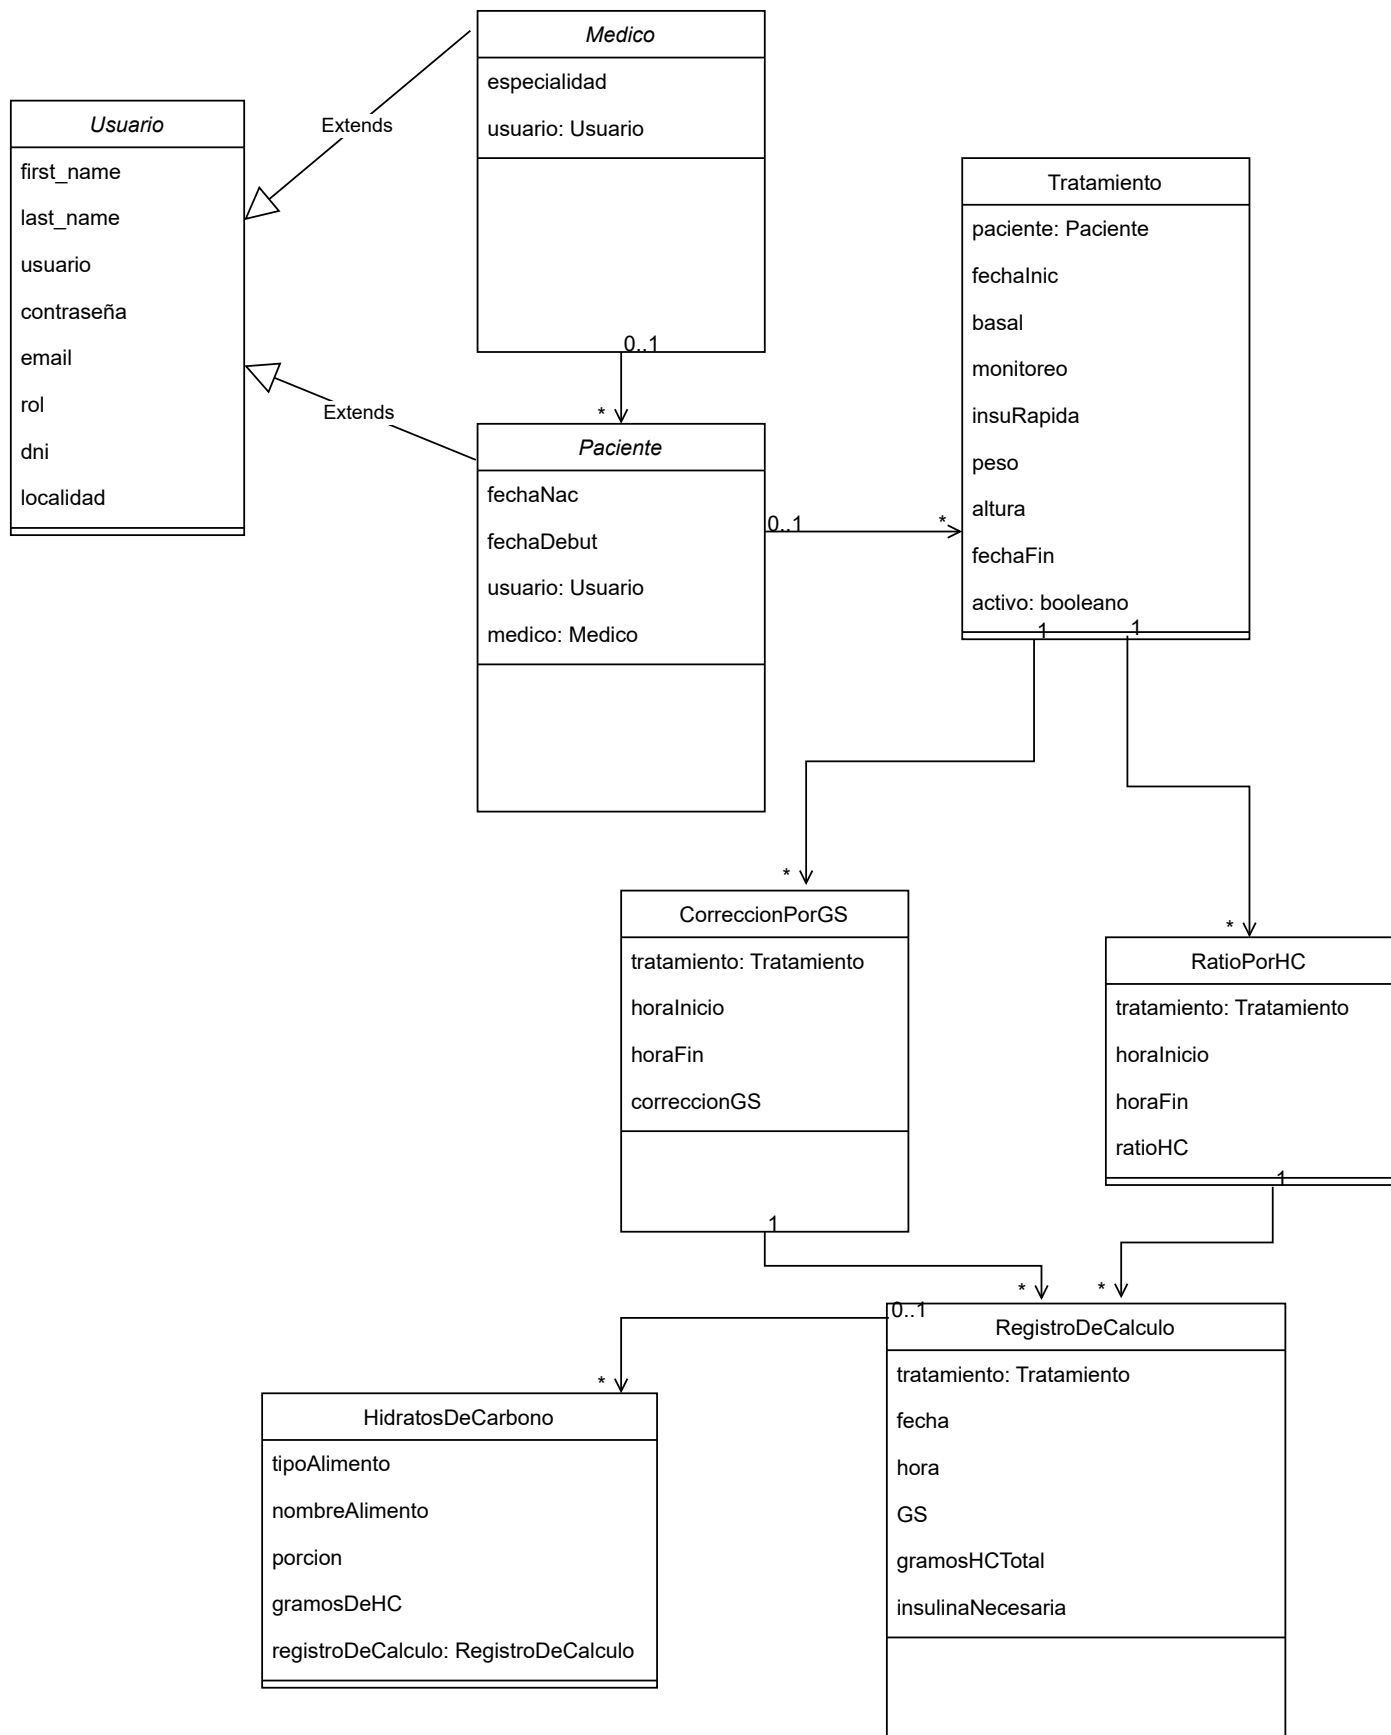 Medico
especialidad
usuario: Usuario
0..1
Usuario
first_name
last_name
usuario
contraseña
email
rol
dni
localidad
Extends
Extends
*
Paciente
fechaNac
fechaDebut
usuario: Usuario
medico: Medico
0..1
*
Tratamiento
paciente: Paciente
fechaInic
basal
monitoreo
insuRapida
peso
altura
fechaFin
activo: booleano
1
1
*
CorreccionPorGS
tratamiento: Tratamiento
horaInicio
horaFin
correccionGS
1
*
RatioPorHC
tratamiento: Tratamiento
horaInicio
horaFin
ratioHC
1
*
*
0..1
RegistroDeCalculo
tratamiento: Tratamiento
fecha
hora
GS
gramosHCTotal
insulinaNecesaria
*
HidratosDeCarbono
tipoAlimento
nombreAlimento
porcion
gramosDeHC
registroDeCalculo: RegistroDeCalculo